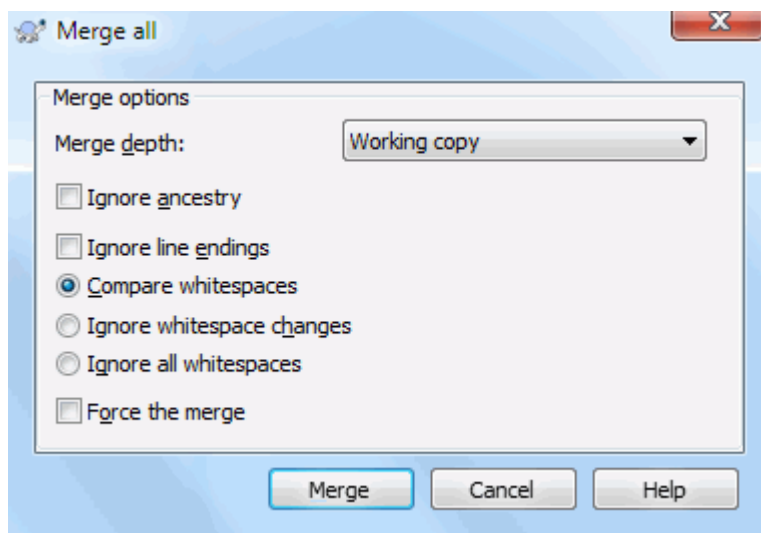 Merge all
Merge options
Merge depth: Working copy
Ignore ancestry
Ignore line endings
Compare whitespaces
Ignore whitespace changes
Ignore all whitespaces
Force the merge
Merge Cancel Help